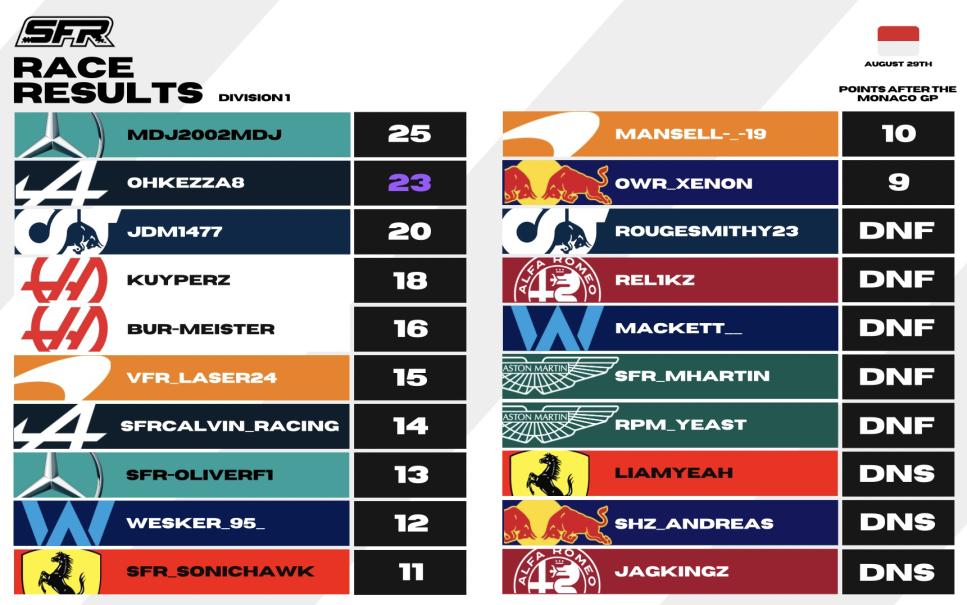 SFR
RACE
RESULTS DIVISION 1
AUGUST 29TH
POINTS AFTER THE
MONACO GP
MDJ2002MDJ 25
OHKEZZA8 23
JDM1477 20
KUYPERZ 18
BUR-MEISTER 16
VFR_LASER24 15
SFRCALVIN_RACING 14
SFR-OLIVERF1 13
WESKER_95_ 12
SFR_SONICHAWK 11
MANSELL-_-19 10
OWR_XENON 9
ROUGESMITHY23 DNF
ALFA ROMEO REL1KZ DNF
MACKETT__ DNF
ASTON MARTIN SFR_MHARTIN DNF
ASTON MARTIN RPM_YEAST DNF
LIAMYEAH DNS
SHZ_ANDREAS DNS
ALFA ROMEO JAGKINGZ DNS